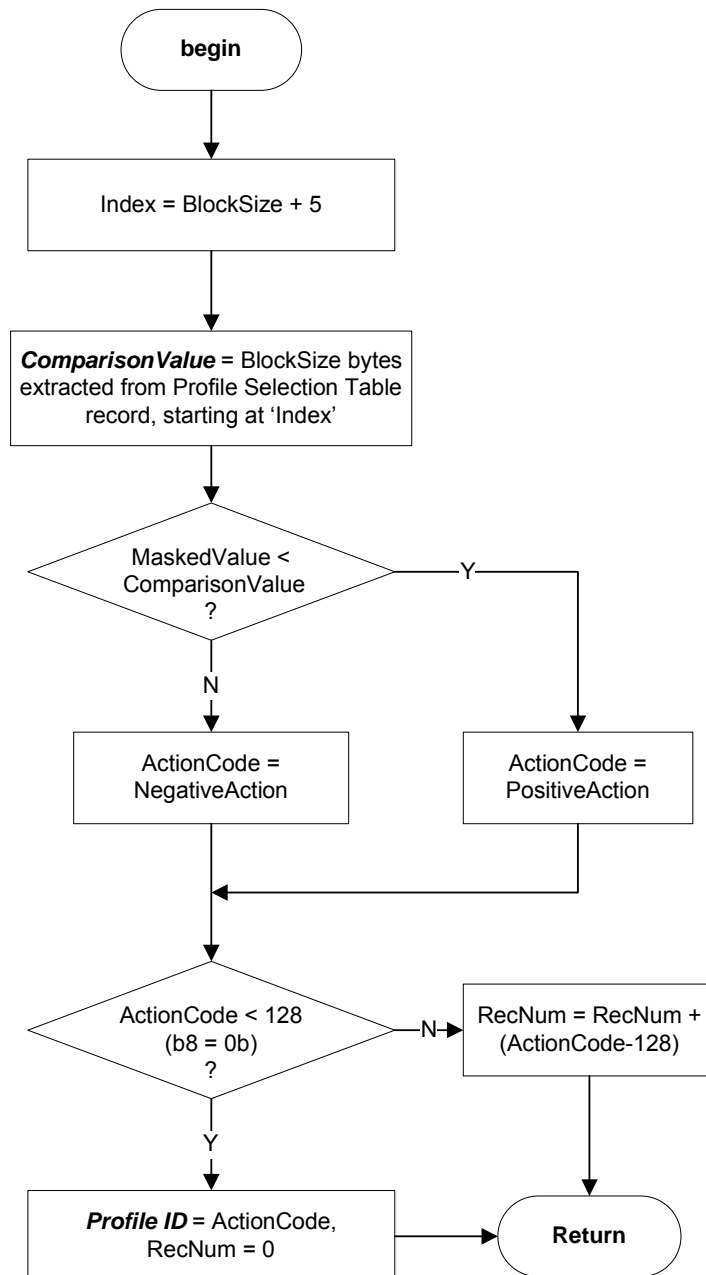 begin
Index = BlockSize + 5
ComparisonValue = BlockSize bytes
extracted from Profile Selection Table
record, starting at ‘Index’
MaskedValue <
ComparisonValue
?
Y
N
ActionCode =
NegativeAction
ActionCode =
PositiveAction
ActionCode < 128
(b8 = 0b)
?
N
RecNum = RecNum +
(ActionCode-128)
Y
Profile ID = ActionCode,
RecNum = 0
Return